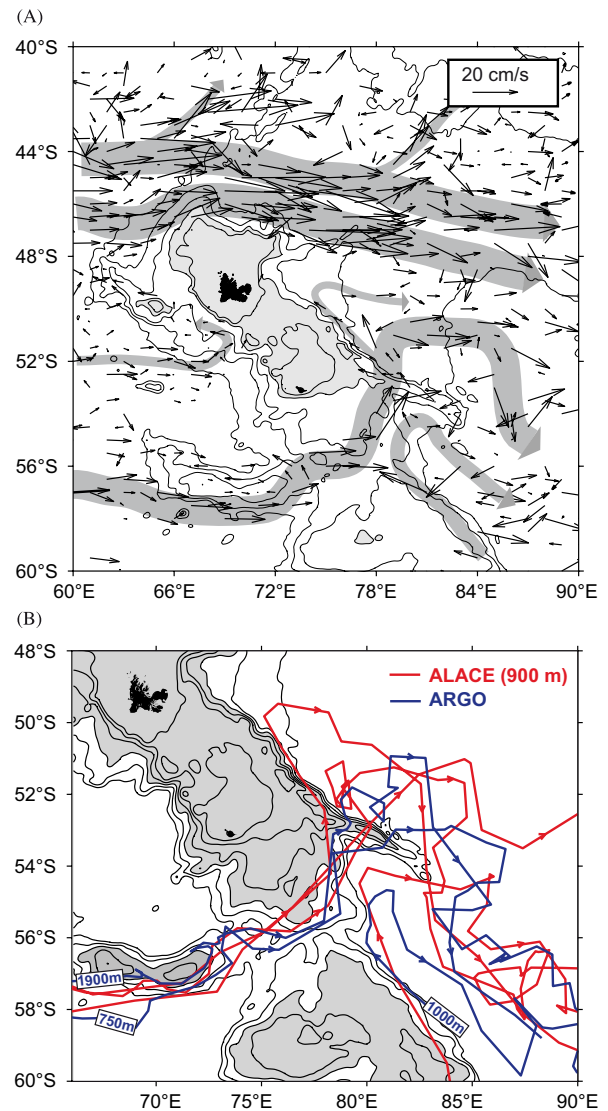 (A)
40°S
20 cm/s
44°S
48°S
52°S
56°S
60°S
60°E 66°E 72°E 78°E 84°E 90°E
(B)
48°S
ALACE (900 m)
ARGO
50°S
52°S
54°S
56°S
1900m
58°S
750m
1000m
60°S
70°E 75°E 80°E 85°E 90°E